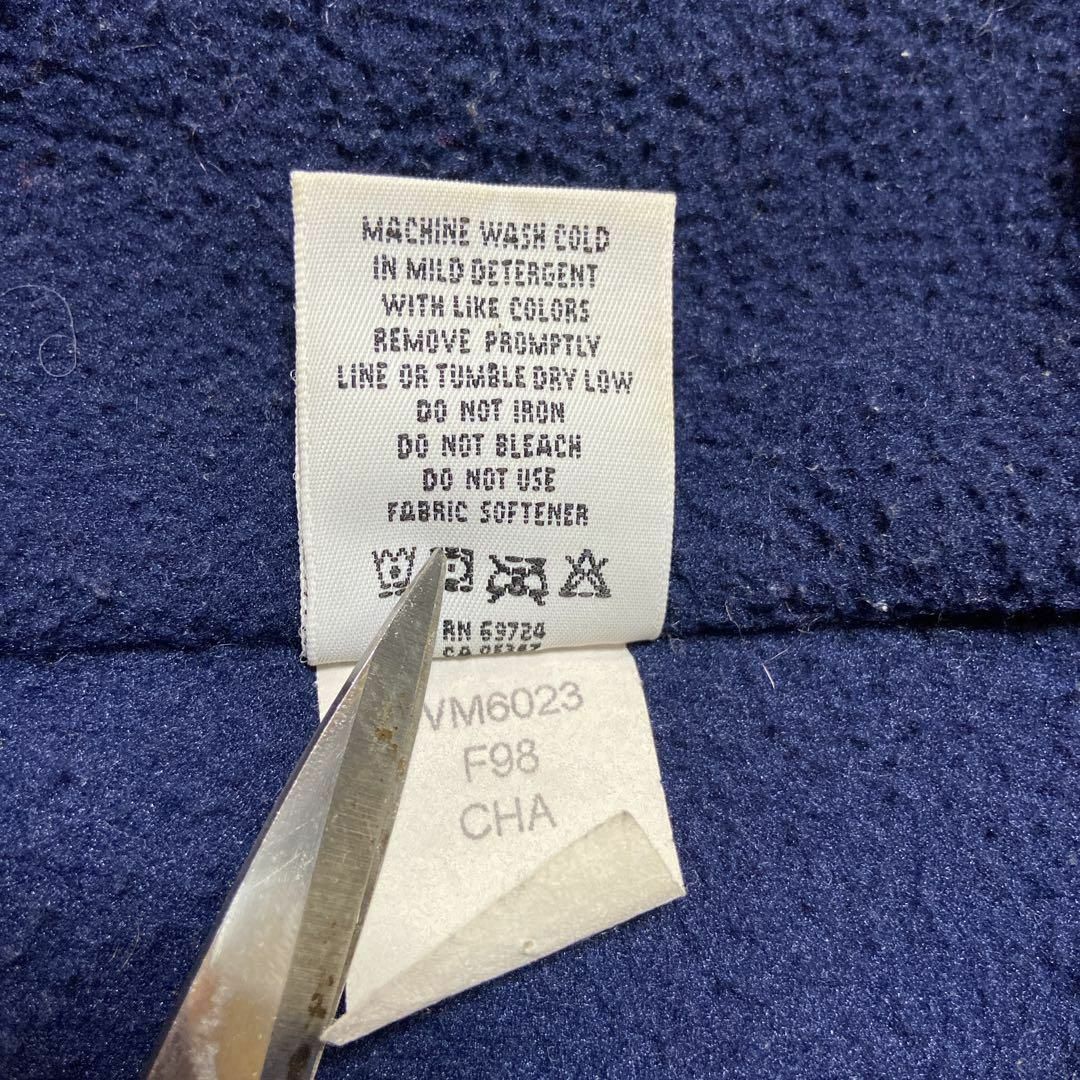 MACHINE WASH COLD
IN MILD DETERGENT
WITH LIKE COLORS
REMOVE PROMPTLY
LINE OR TUMBLE DRY LOW
DO NOT IRON
DO NOT BLEACH
DO NOT USE
FABRIC SOFTENER
RN 69724
VM6023
F98
CHA